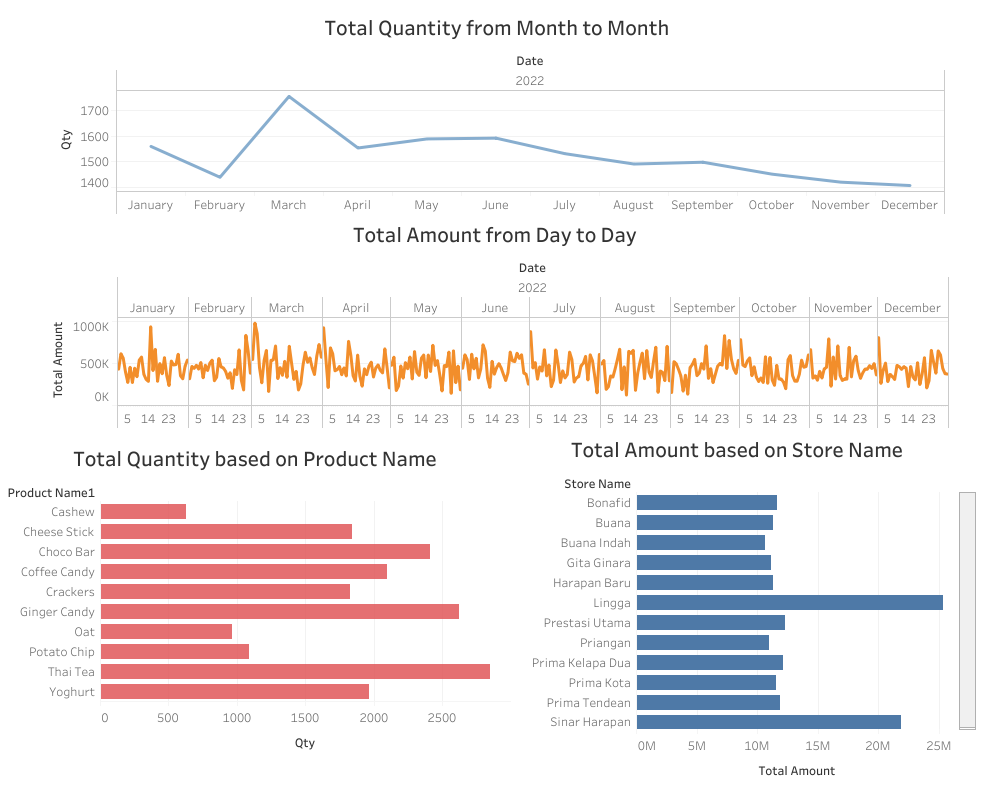 Total Quantity from Month to Month
Date
2022
Qty
1700
1600
1500
1400
January February March April May June July August September October November December
Total Amount from Day to Day
Date
2022
January February March April May June July August September October November December
Total Amount
1000K
500K
0K
5 14 23 5 14 23 5 14 23 5 14 23 5 14 23 5 14 23 5 14 23 5 14 23 5 14 23 5 14 23 5 14 23 5 14 23
Total Quantity based on Product Name
Product Name1
Cashew
Cheese Stick
Choco Bar
Coffee Candy
Crackers
Ginger Candy
Oat
Potato Chip
Thai Tea
Yoghurt
0 500 1000 1500 2000 2500
Qty
Total Amount based on Store Name
Store Name
Bonafid
Buana
Buana Indah
Gita Ginara
Harapan Baru
Lingga
Prestasi Utama
Priangan
Prima Kelapa Dua
Prima Kota
Prima Tendean
Sinar Harapan
0M 5M 10M 15M 20M 25M
Total Amount